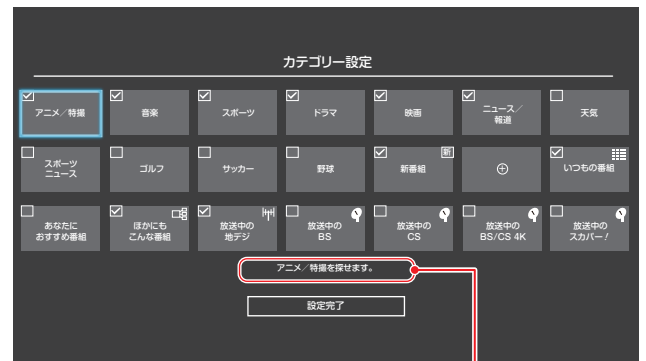 カテゴリー設定
アニメ／特撮
音楽
スポーツ
ドラマ
映画
ニュース／
報道
天気
スポーツ
ニュース
ゴルフ
サッカー
野球
新番組
新
いつもの番組
あなたに
おすすめ番組
ほかにも
こんな番組
放送中の
地デジ
放送中の
BS
放送中の
CS
放送中の
BS/CS 4K
放送中の
スカパー！
アニメ／特撮を探せます。
設定完了